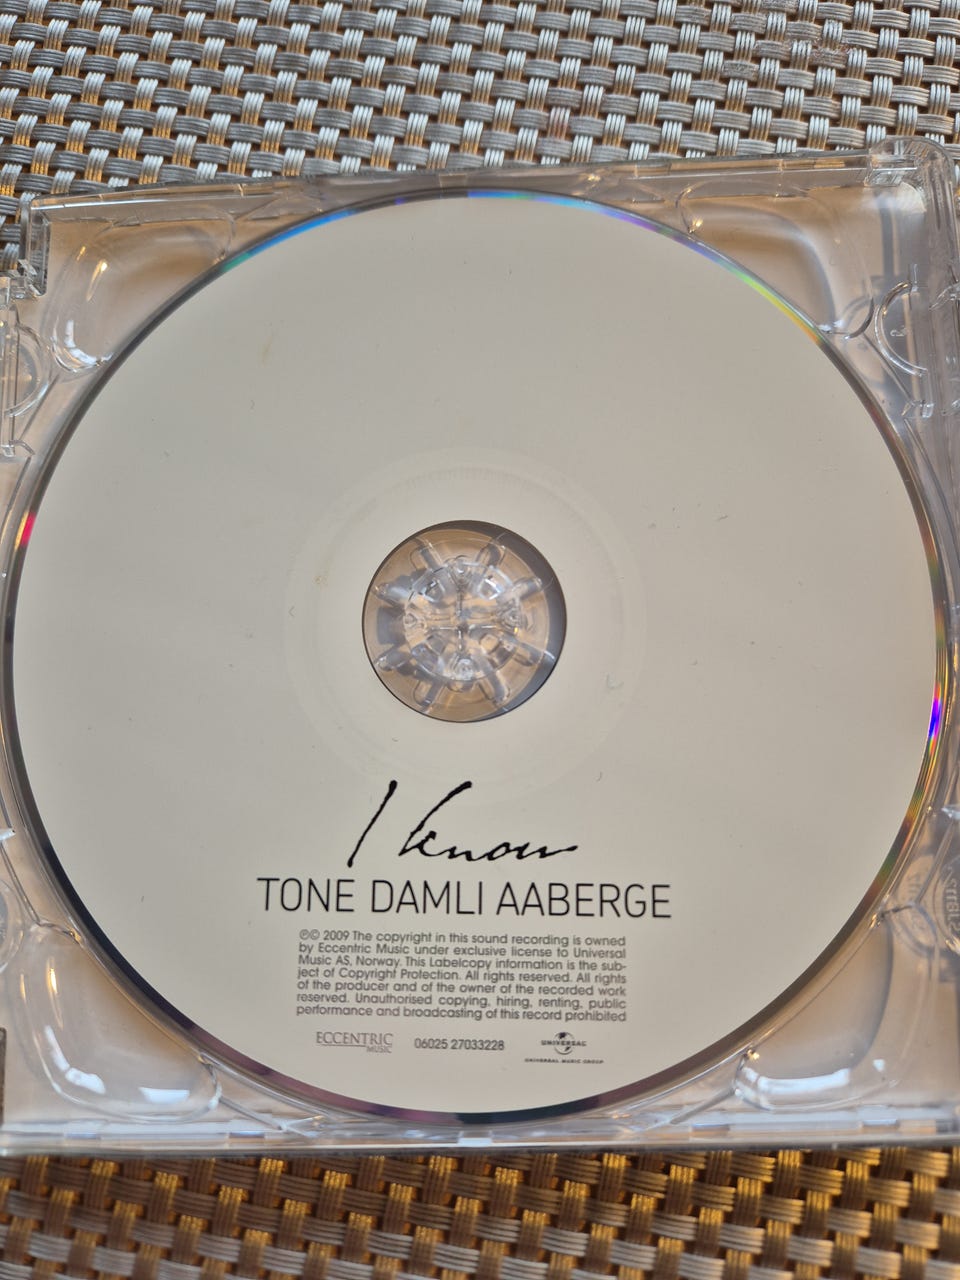 I know
TONE DAMLI AABERGE
℗© 2009 The copyright in this sound recording is owned
by Eccentric Music under exclusive license to Universal
Music AS, Norway. This Labelcopy information is the sub-
ject of Copyright Protection. All rights reserved. All rights
of the producer and of the owner of the recorded work
reserved. Unauthorised copying, hiring, renting, public
performance and broadcasting of this record prohibited
ECCENTRIC
MUSIC
06025 27033228
UNIVERSAL
UNIVERSAL MUSIC GROUP